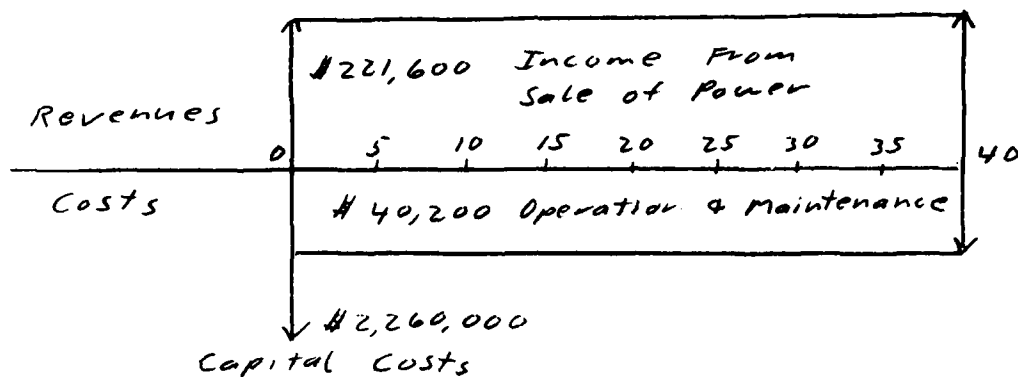 $221,600 Income From
Sale of Power
Revenues
0 5 10 15 20 25 30 35 40
Costs
$40,200 Operation & Maintenance
$2,260,000
Capital Costs